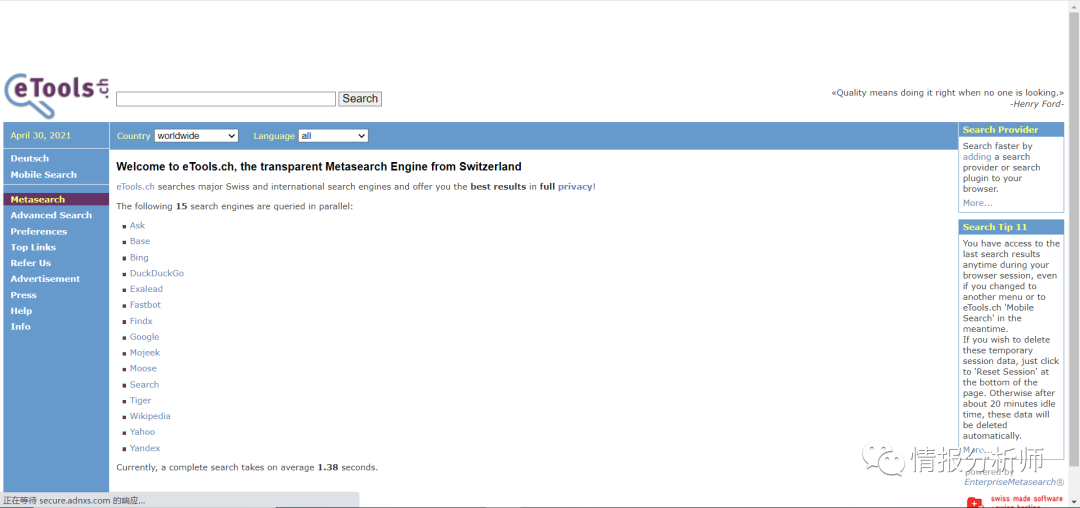 eTools.ch
Search
«Quality means doing it right when no one is looking.»
-Henry Ford-
April 30, 2021
Country worldwide Language all
Deutsch
Mobile Search
Metasearch
Advanced Search
Preferences
Top Links
Refer Us
Advertisement
Press
Help
Info
Welcome to eTools.ch, the transparent Metasearch Engine from Switzerland
eTools.ch searches major Swiss and international search engines and offer you the best results in full privacy!
The following 15 search engines are queried in parallel:
Ask
Base
Bing
DuckDuckGo
Exalead
Fastbot
Findx
Google
Mojeek
Moose
Search
Tiger
Wikipedia
Yahoo
Yandex
Currently, a complete search takes on average 1.38 seconds.
Search Provider
Search faster by
adding a search
provider or search
plugin to your
browser.
More...
Search Tip 11
You have access to the
last search results
anytime during your
browser session, even
if you changed to
another menu or to
eTools.ch 'Mobile
Search' in the
meantime.
If you wish to delete
these temporary
session data, just click
to 'Reset Session' at
the bottom of the
page. Otherwise after
about 20 minutes idle
time, these data will
be deleted
automatically.
More...
情报分析师
powered by
EnterpriseMetasearch®
swiss made software
+ swiss hosting
正在等待 secure.adnxs.com 的响应...